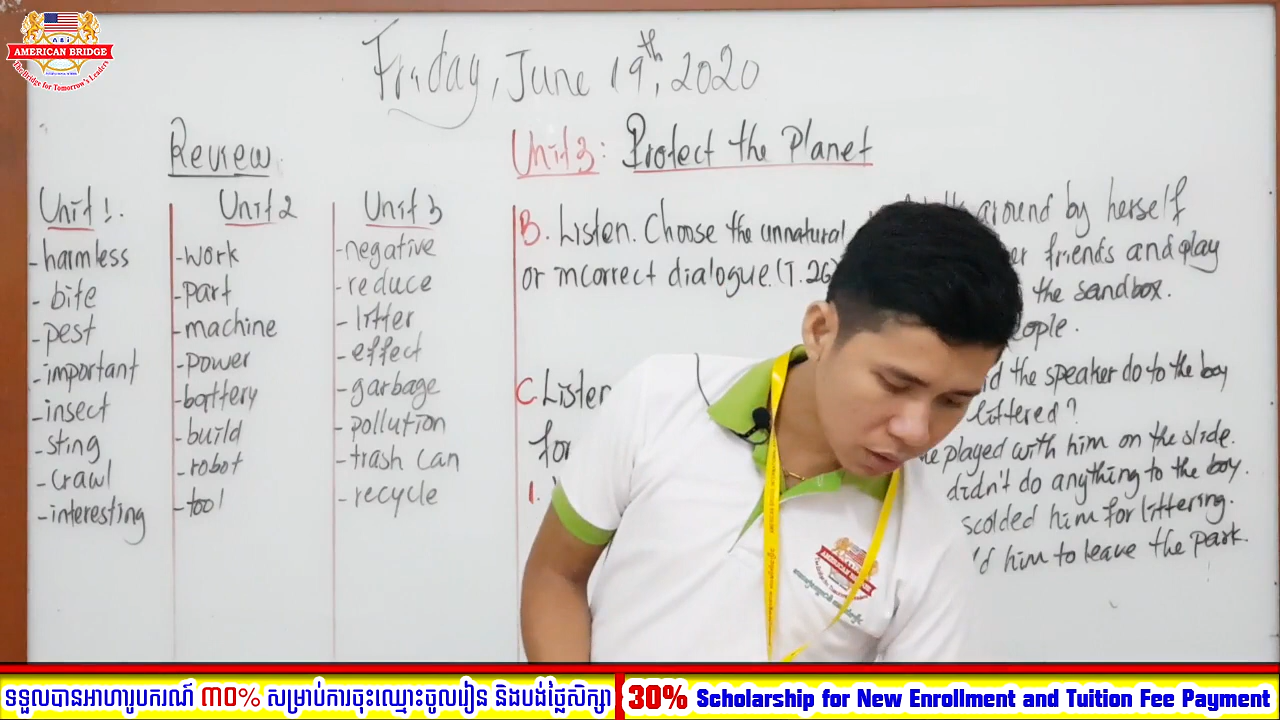 AMERICAN BRIDGE
The Bridge for Tomorrow's Leaders
Friday, June 19th, 2020
Review
Unit 1.
- harmless
- bite
- pest
- important
- insect
- sting
- crawl
- interesting
Unit 2
- work
- part
- machine
- power
- battery
- build
- robot
- tool
Unit 3
- negative
- reduce
- litter
- effect
- garbage
- pollution
- trash can
- recycle
Unit 3: Protect the Planet
B. Listen. Choose the unnatural
or incorrect dialogue. (T. 26)
C Listen
for
1.
around by herself
friends and play
the sandbox.
the speaker do to the boy
littered?
played with him on the slide.
didn't do anything to the boy.
scolded him for littering.
him to leave the park.
AMERICAN BRIDGE
ទទួលបានអាហារូបករណ៍ ៣០% សម្រាប់ការចុះឈ្មោះចូលរៀន និងបង់ថ្លៃសិក្សា
30% Scholarship for New Enrollment and Tuition Fee Payment